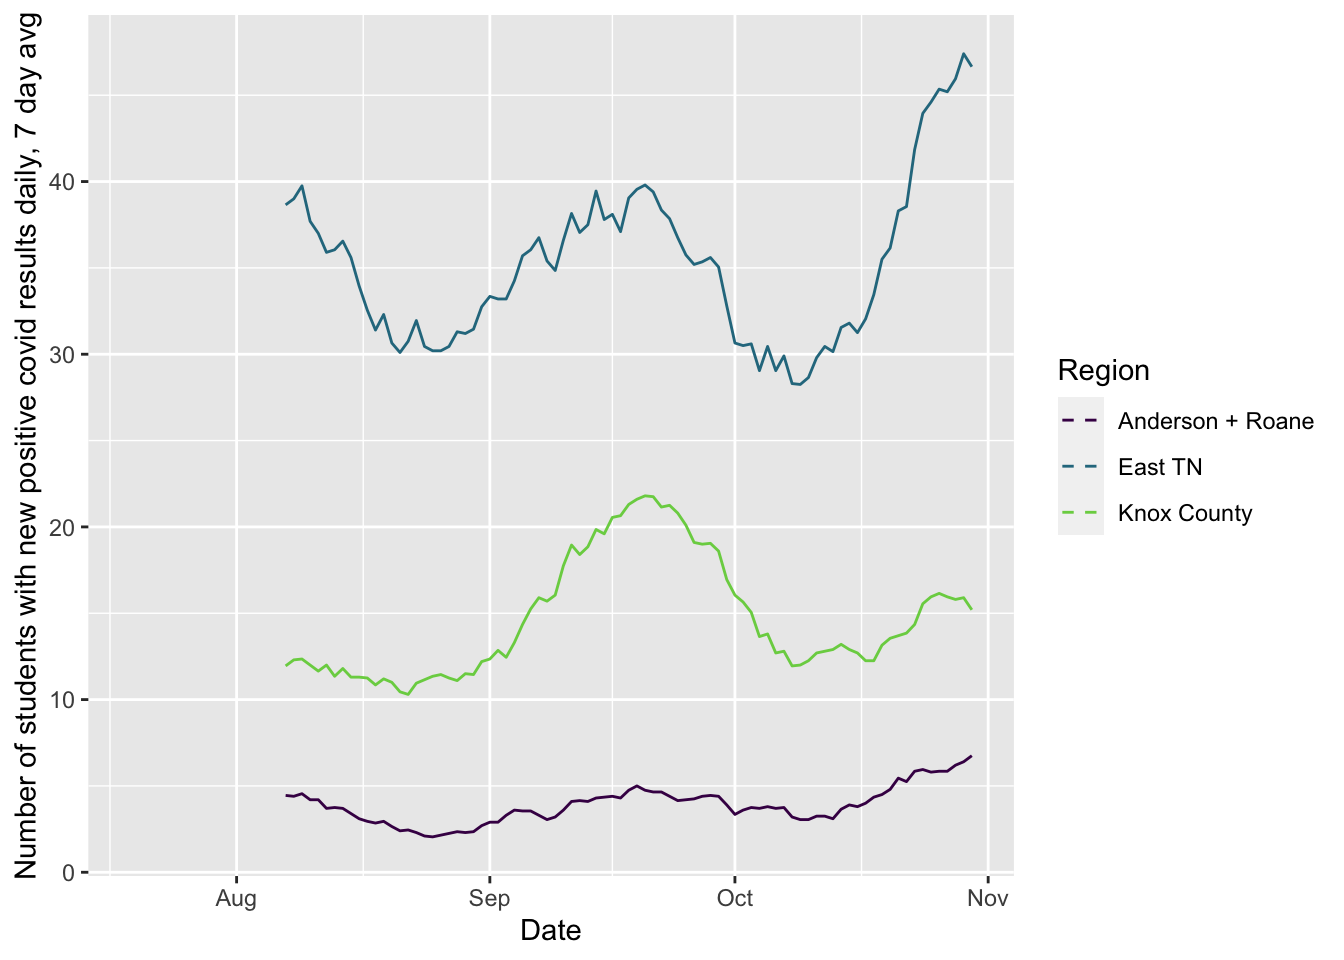 Number of students with new positive covid results daily, 7 day avg
40
30
20
10
0
Aug
Sep
Oct
Nov
Date
Region
Anderson + Roane
East TN
Knox County